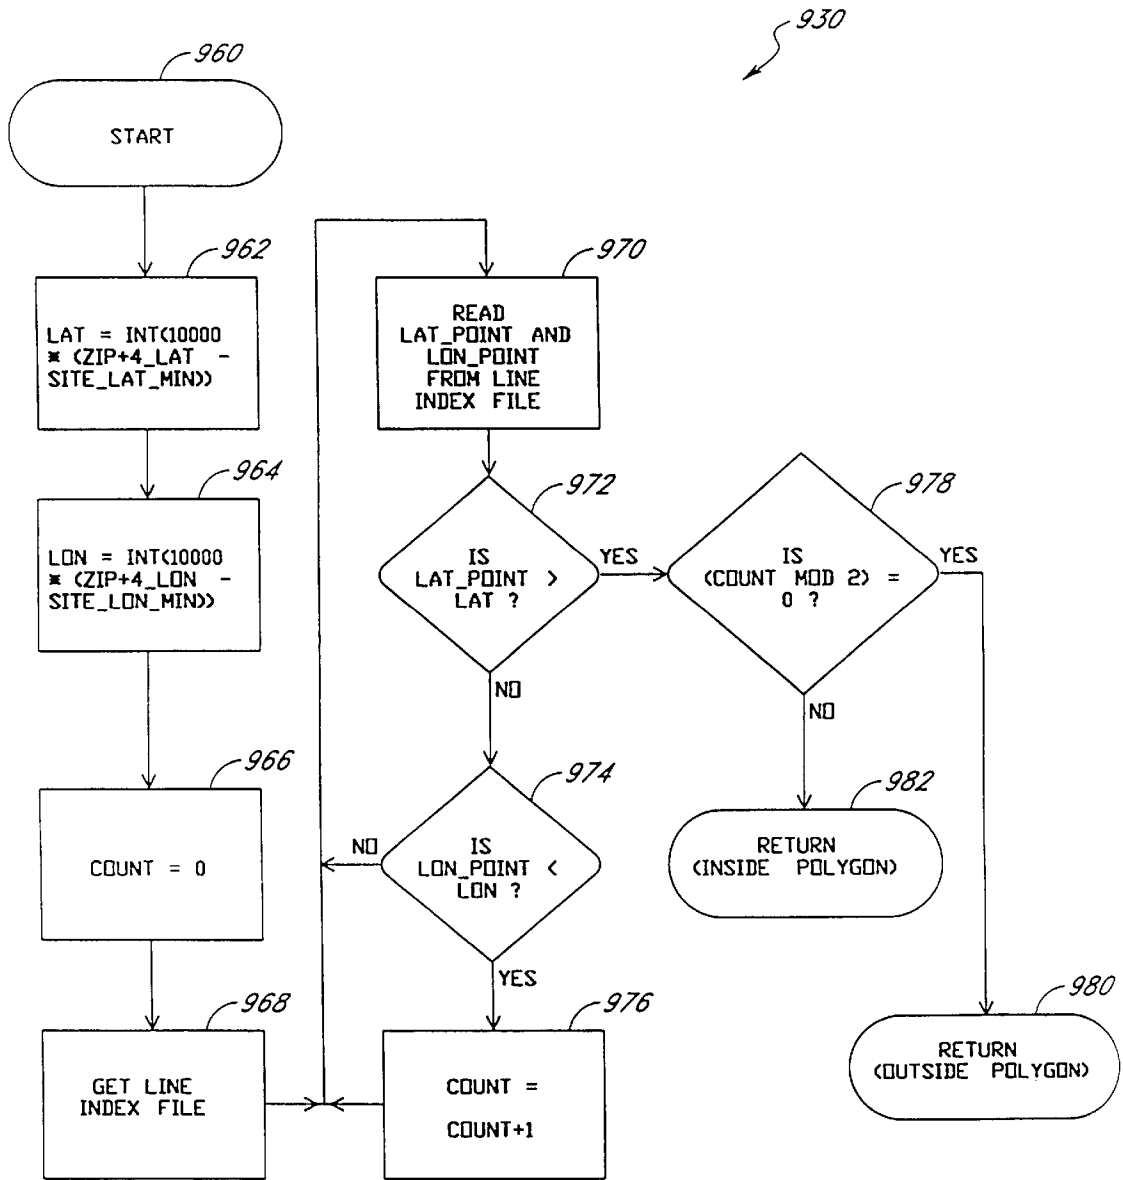 930
960
START
962
LAT = INT(10000
* (ZIP+4_LAT -
SITE_LAT_MIN))
964
LON = INT(10000
* (ZIP+4_LON -
SITE_LON_MIN))
966
COUNT = 0
968
GET LINE
INDEX FILE
970
READ
LAT_POINT AND
LON_POINT
FROM LINE
INDEX FILE
972
IS
LAT_POINT >
LAT ?
YES
NO
974
IS
LON_POINT <
LON ?
NO
YES
976
COUNT =
COUNT+1
978
IS
(COUNT MOD 2) =
0 ?
YES
NO
982
RETURN
(INSIDE POLYGON)
980
RETURN
(OUTSIDE POLYGON)